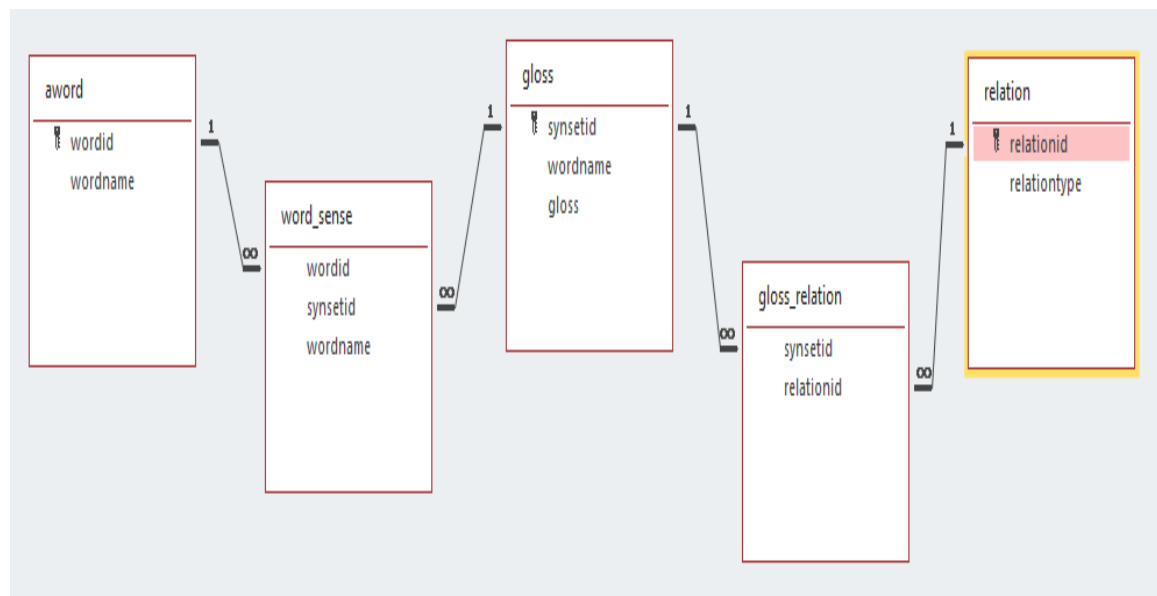 aword
wordid
wordname
1
∞
word_sense
wordid
synsetid
wordname
1
∞
gloss
synsetid
wordname
gloss
1
∞
gloss_relation
synsetid
relationid
1
∞
relation
relationid
relationtype